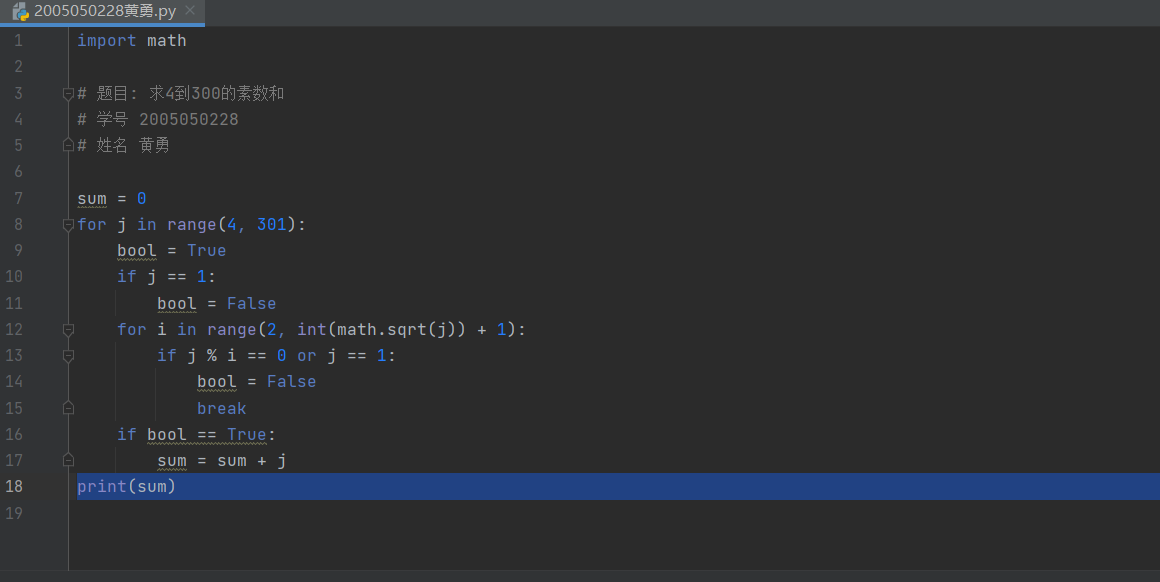 2005050228黄勇.py
1 import math
2
3 # 题目: 求4到300的素数和
4 # 学号 2005050228
5 # 姓名 黄勇
6
7 sum = 0
8 for j in range(4, 301):
9     bool = True
10     if j == 1:
11         bool = False
12     for i in range(2, int(math.sqrt(j)) + 1):
13         if j % i == 0 or j == 1:
14             bool = False
15             break
16     if bool == True:
17         sum = sum + j
18 print(sum)
19